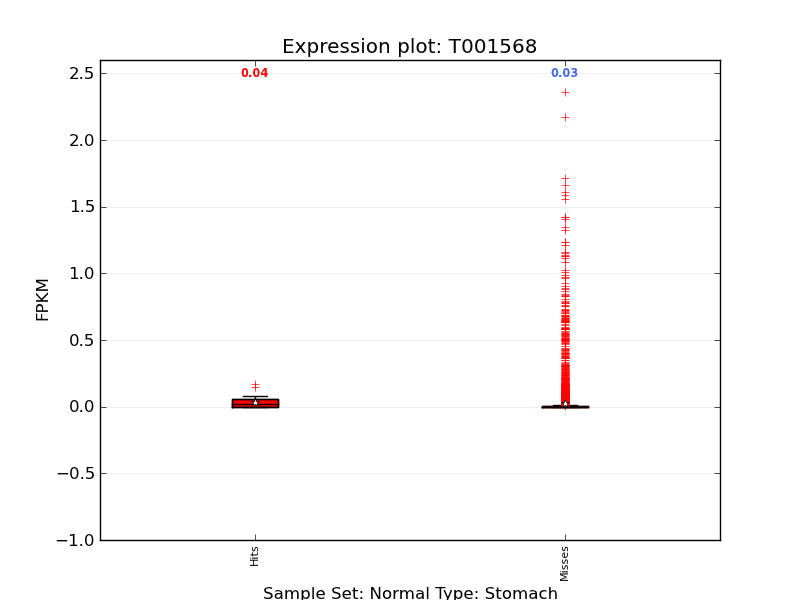 Expression plot: T001568
0.04
0.03
2.5
2.0
1.5
1.0
0.5
0.0
−0.5
−1.0
FPKM
Hits
Misses
Sample Set: Normal Type: Stomach